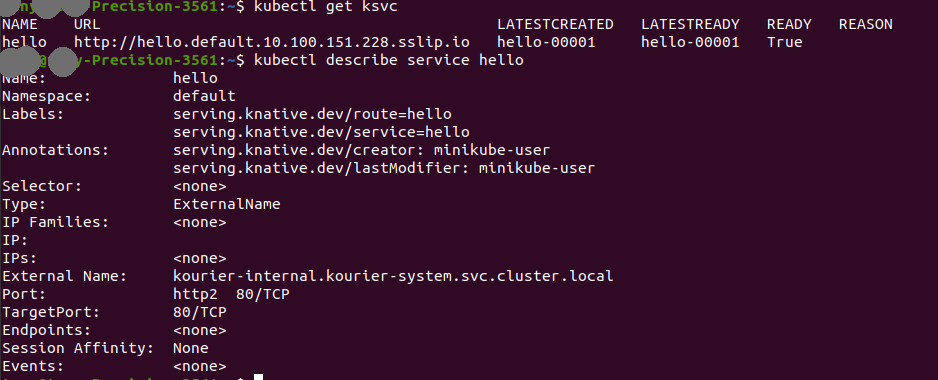 ny-Precision-3561:~$ kubectl get ksvc
NAME URL LATESTCREATED LATESTREADY READY REASON
hello http://hello.default.10.100.151.228.sslip.io hello-00001 hello-00001 True
@ y-Precision-3561:~$ kubectl describe service hello
Name: hello
Namespace: default
Labels: serving.knative.dev/route=hello
serving.knative.dev/service=hello
Annotations: serving.knative.dev/creator: minikube-user
serving.knative.dev/lastModifier: minikube-user
Selector: <none>
Type: ExternalName
IP Families: <none>
IP:
IPs: <none>
External Name: kourier-internal.kourier-system.svc.cluster.local
Port: http2 80/TCP
TargetPort: 80/TCP
Endpoints: <none>
Session Affinity: None
Events: <none>